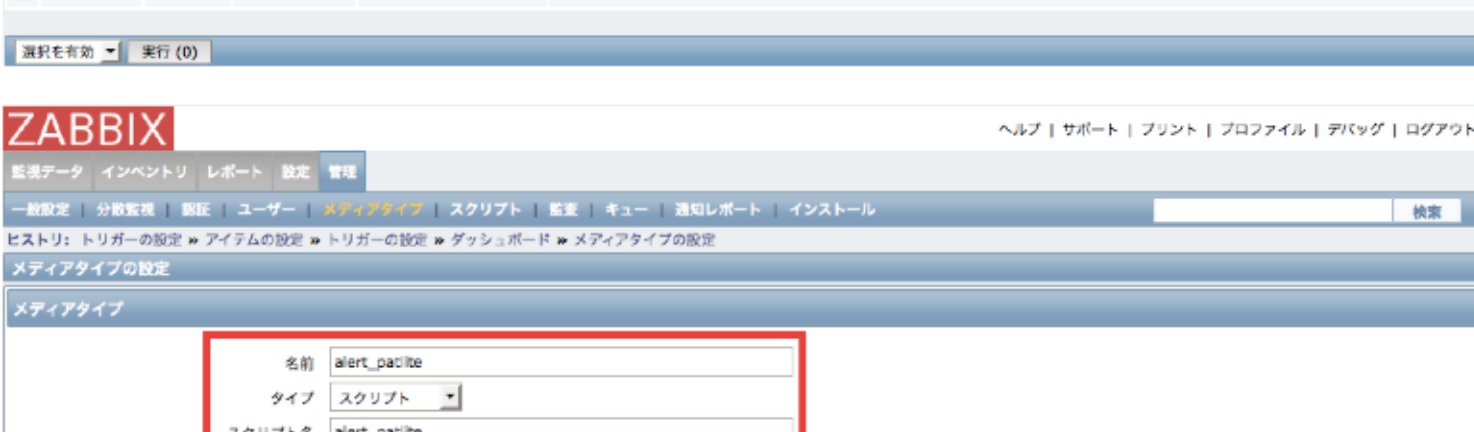 選択を有効 実行 (0)
ZABBIX
ヘルプ | サポート | プリント | プロファイル | デバッグ | ログアウト
監視データ インベントリ レポート 設定 管理
一般設定 | 分散監視 | 認証 | ユーザー | メディアタイプ | スクリプト | 監査 | キュー | 通知レポート | インストール 検索
ヒストリ: トリガーの設定 » アイテムの設定 » トリガーの設定 » ダッシュボード » メディアタイプの設定
メディアタイプの設定
メディアタイプ
名前 alert_patlite
タイプ スクリプト
スクリプト名 alert_patlite